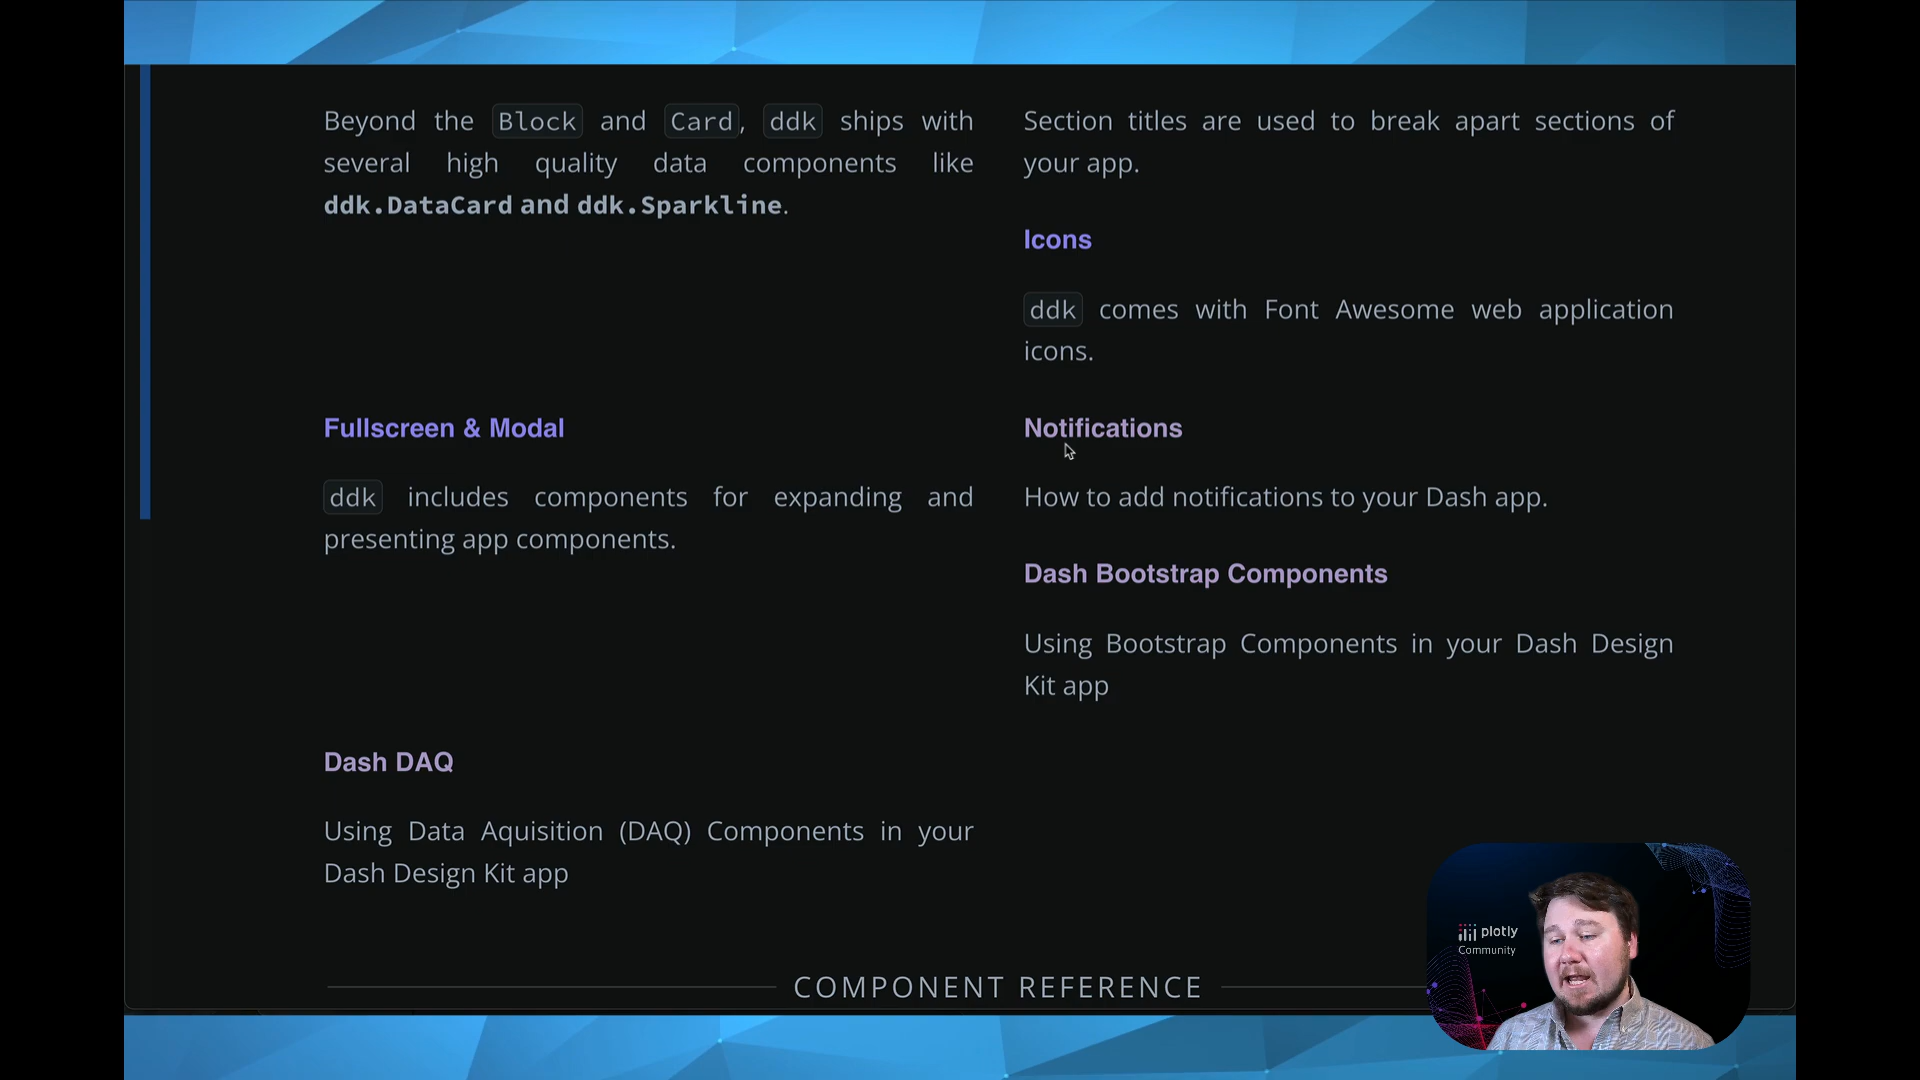 Beyond the Block and Card, ddk ships with
several high quality data components like
ddk.DataCard and ddk.Sparkline.
Section titles are used to break apart sections of
your app.
Icons
ddk comes with Font Awesome web application
icons.
Fullscreen & Modal
ddk includes components for expanding and
presenting app components.
Notifications
How to add notifications to your Dash app.
Dash Bootstrap Components
Using Bootstrap Components in your Dash Design
Kit app
Dash DAQ
Using Data Aquisition (DAQ) Components in your
Dash Design Kit app
COMPONENT REFERENCE
plotly
Community